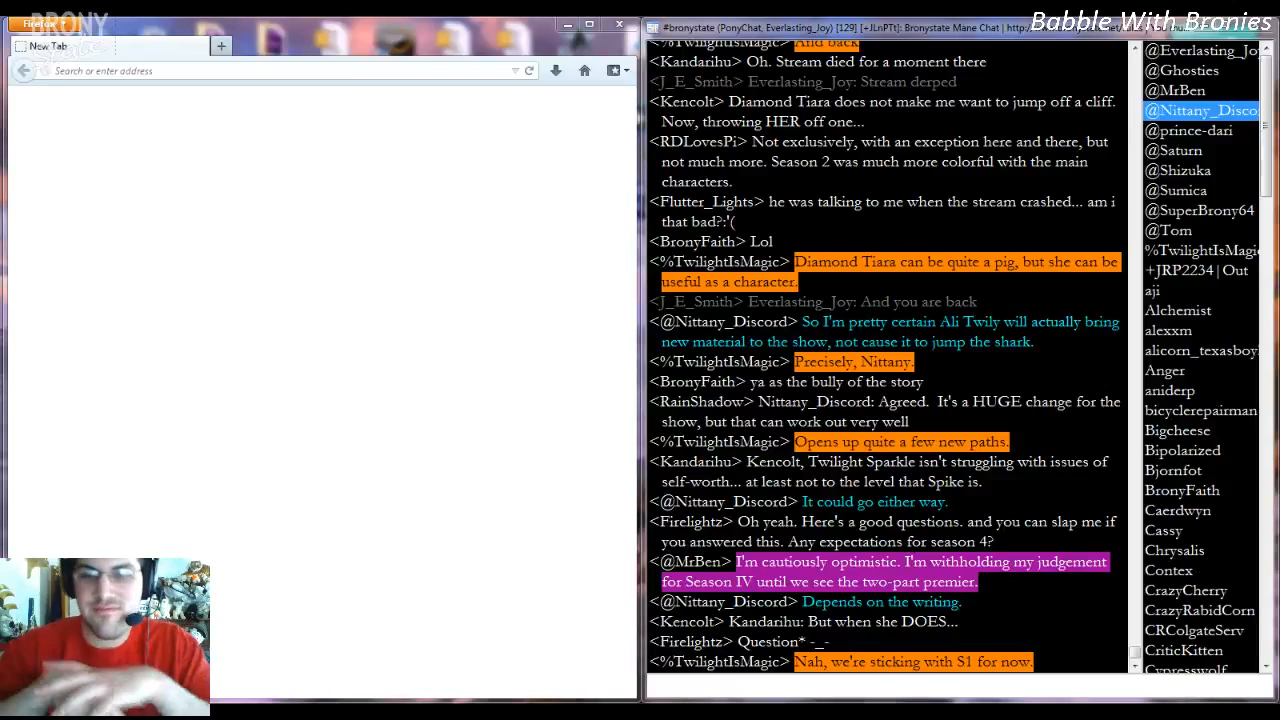 BRONY
Firefox
New Tab
Search or enter address
Babble With Bronies
#bronystate (PonyChat, Everlasting_Joy) [129] [+JLnPTt]: Bronystate Mane Chat | http://
<%TwilightIsMagic> And back
<Kandarihu> Oh. Stream died for a moment there
<J_E_Smith> Everlasting_Joy: Stream derped
<Kencolt> Diamond Tiara does not make me want to jump off a cliff.
Now, throwing HER off one...
<RDLovesPi> Not exclusively, with an exception here and there, but
not much more. Season 2 was much more colorful with the main
characters.
<Flutter_Lights> he was talking to me when the stream crashed... am i
that bad?:'(
<BronyFaith> Lol
<%TwilightIsMagic> Diamond Tiara can be quite a pig, but she can be
useful as a character.
<J_E_Smith> Everlasting_Joy: And you are back
<@Nittany_Discord> So I'm pretty certain Ali Twily will actually bring
new material to the show, not cause it to jump the shark.
<%TwilightIsMagic> Precisely, Nittany.
<BronyFaith> ya as the bully of the story
<RainShadow> Nittany_Discord: Agreed.  It's a HUGE change for the
show, but that can work out very well
<%TwilightIsMagic> Opens up quite a few new paths.
<Kandarihu> Kencolt, Twilight Sparkle isn't struggling with issues of
self-worth... at least not to the level that Spike is.
<@Nittany_Discord> It could go either way.
<Firelightz> Oh yeah. Here's a good questions. and you can slap me if
you answered this. Any expectations for season 4?
<@MrBen> I'm cautiously optimistic. I'm withholding my judgement
for Season IV until we see the two-part premier.
<@Nittany_Discord> Depends on the writing.
<Kencolt> Kandarihu: But when she DOES...
<Firelightz> Question* -_-
<%TwilightIsMagic> Nah, we're sticking with S1 for now.
@Everlasting_Jo
@Ghosties
@MrBen
@Nittany_Disco
@prince-dari
@Saturn
@Shizuka
@Sumica
@SuperBrony64
@Tom
%TwilightIsMagi
+JRP2234|Out
aji
Alchemist
alexxm
alicorn_texasboy
Anger
aniderp
bicyclerepairman
Bigcheese
Bipolarized
Bjornfot
BronyFaith
Caerdwyn
Cassy
Chrysalis
Contex
CrazyCherry
CrazyRabidCorn
CRColgateServ
CriticKitten
Cypresswolf